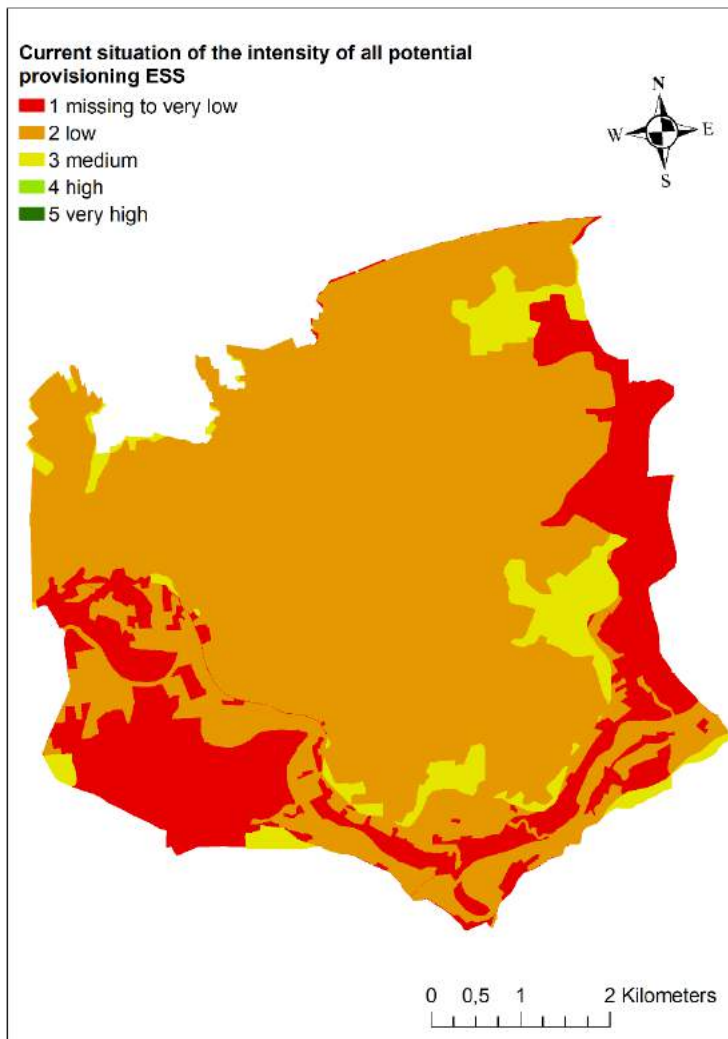 Current situation of the intensity of all potential
provisioning ESS
1 missing to very low
2 low
3 medium
4 high
5 very high
N
W E
S
0 0,5 1 2 Kilometers